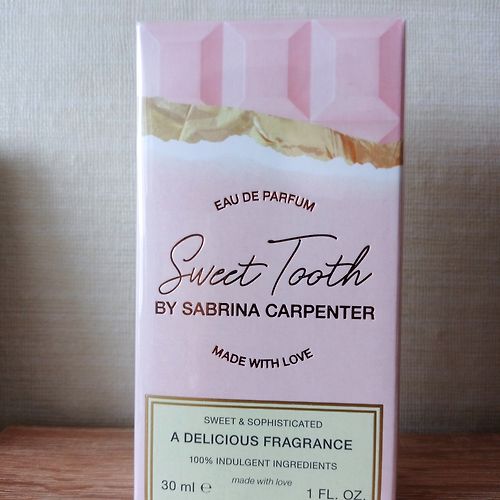 EAU DE PARFUM
Sweet Tooth
BY SABRINA CARPENTER
MADE WITH LOVE
SWEET & SOPHISTICATED
A DELICIOUS FRAGRANCE
100% INDULGENT INGREDIENTS
made with love
30 ml ℮ 1 FL. OZ.